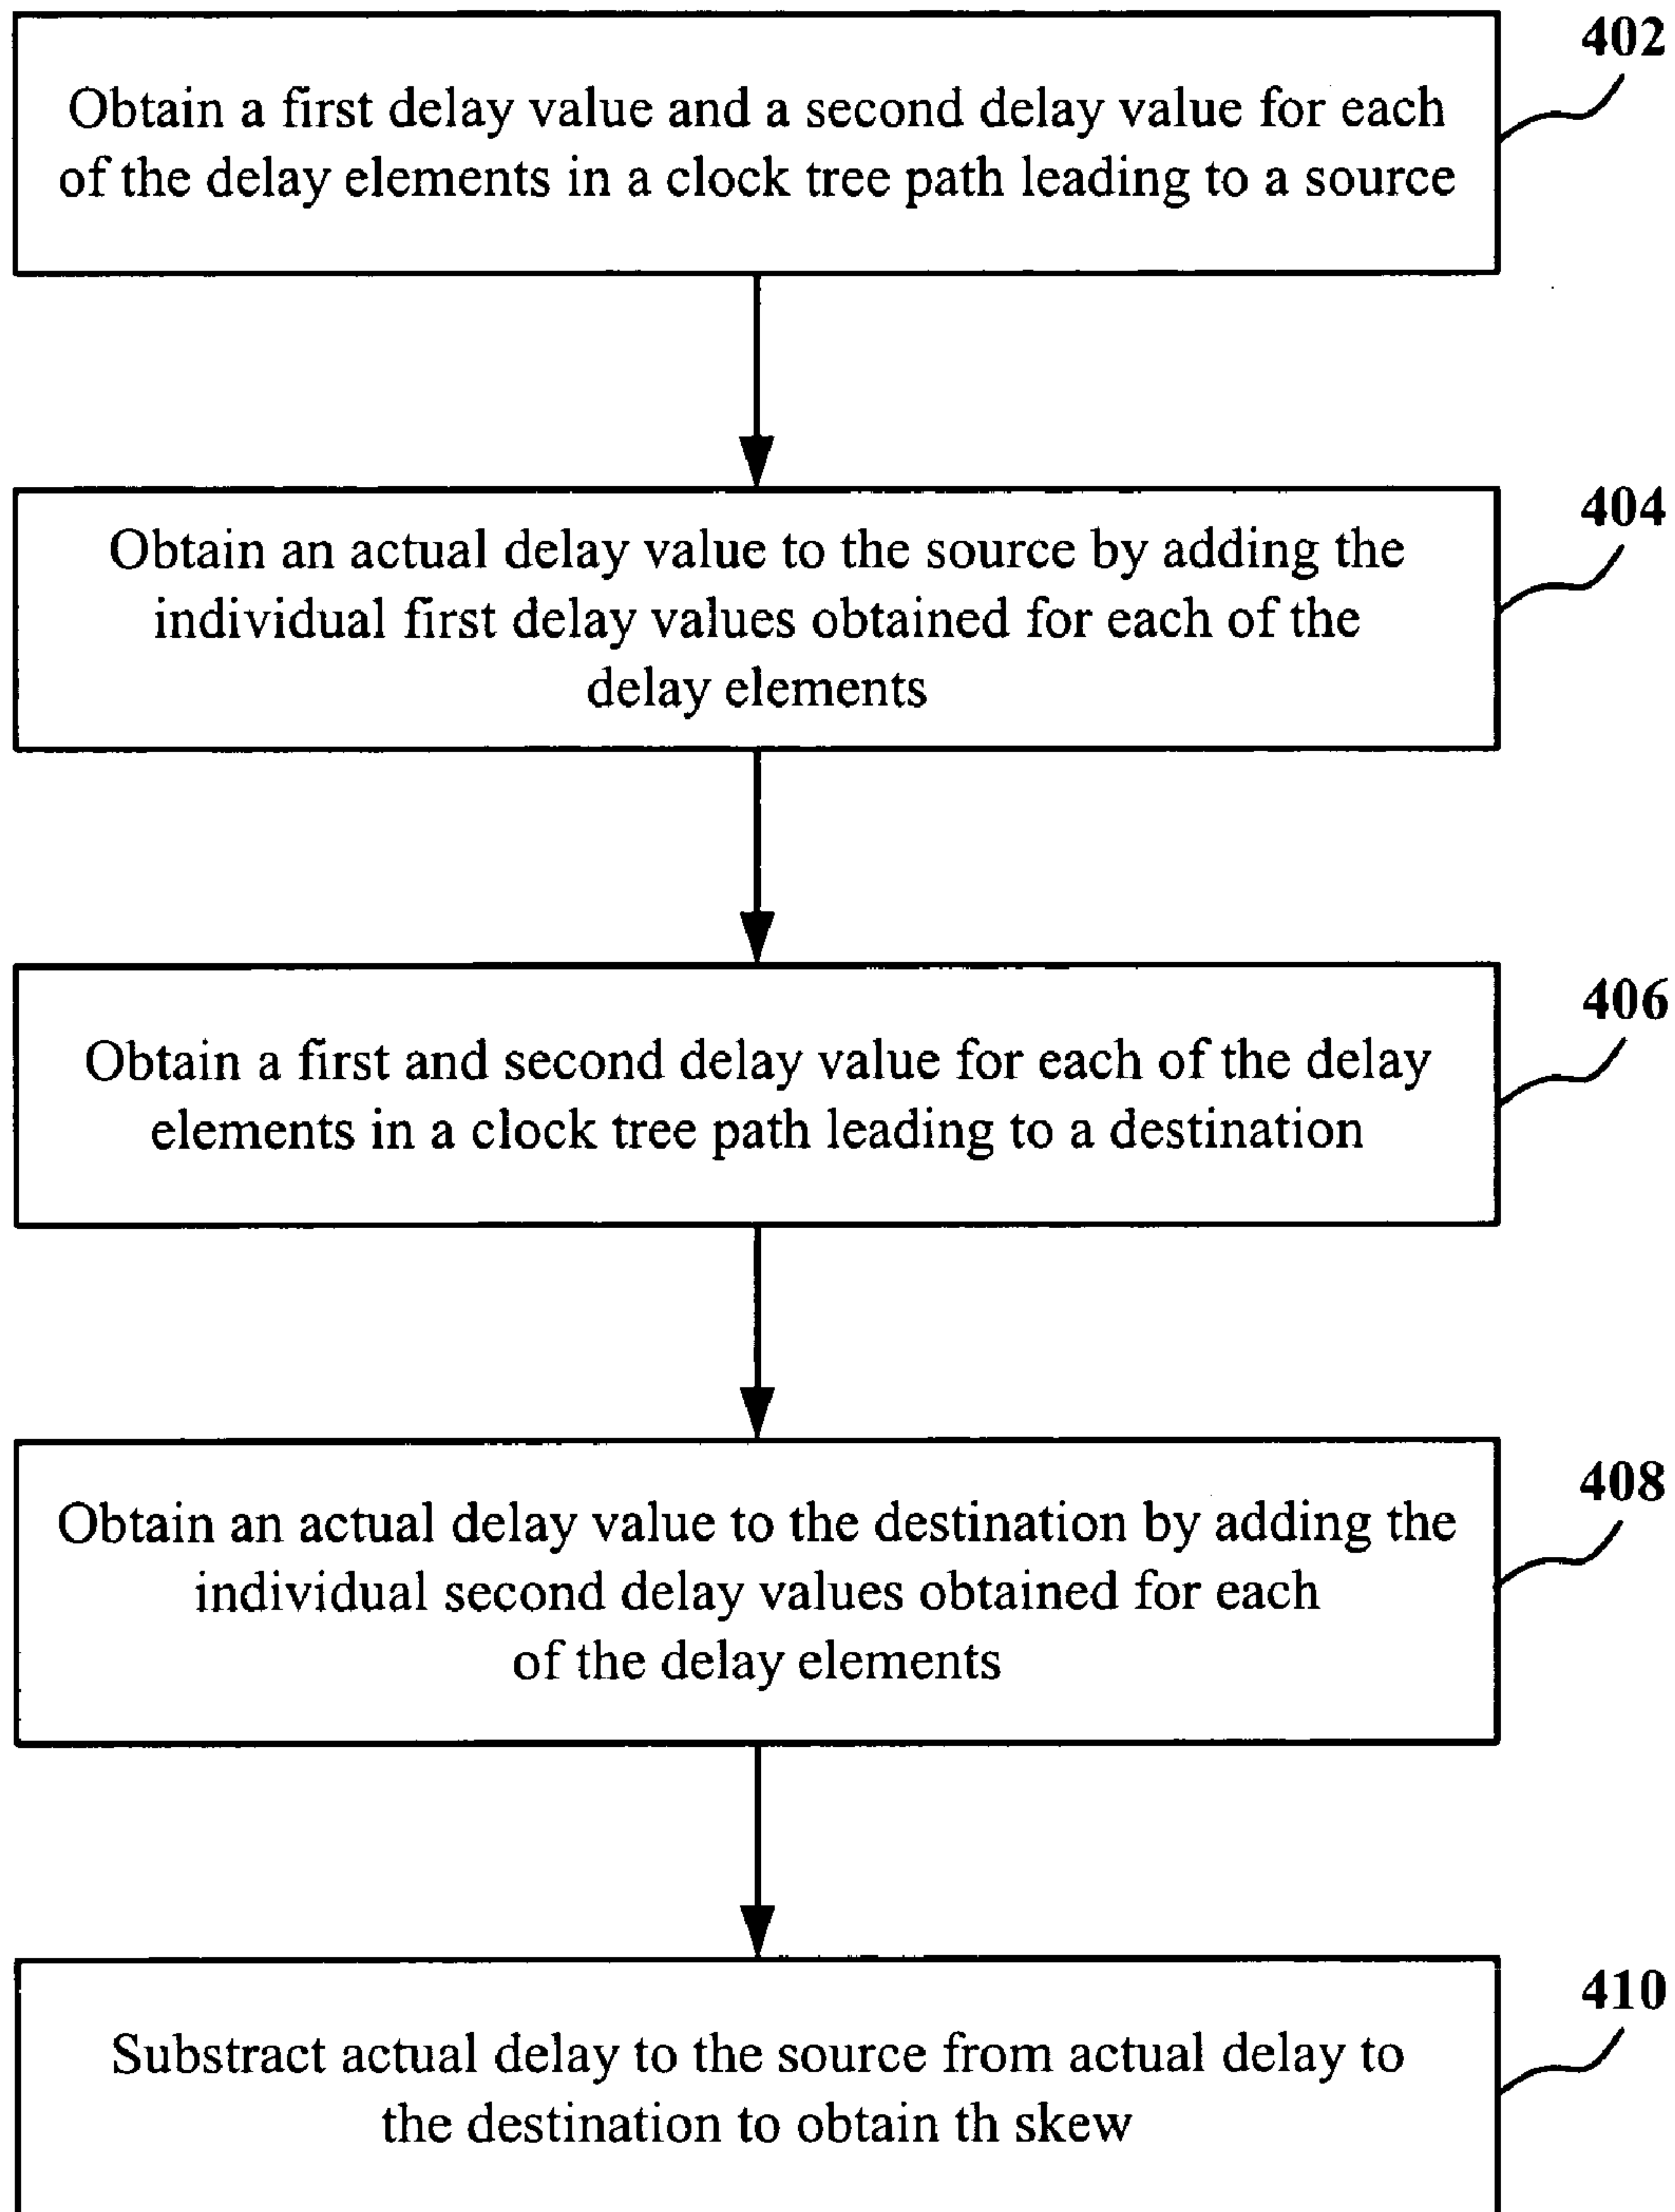 402
Obtain a first delay value and a second delay value for each
of the delay elements in a clock tree path leading to a source
404
Obtain an actual delay value to the source by adding the
individual first delay values obtained for each of the
delay elements
406
Obtain a first and second delay value for each of the delay
elements in a clock tree path leading to a destination
408
Obtain an actual delay value to the destination by adding the
individual second delay values obtained for each
of the delay elements
410
Substract actual delay to the source from actual delay to
the destination to obtain th skew